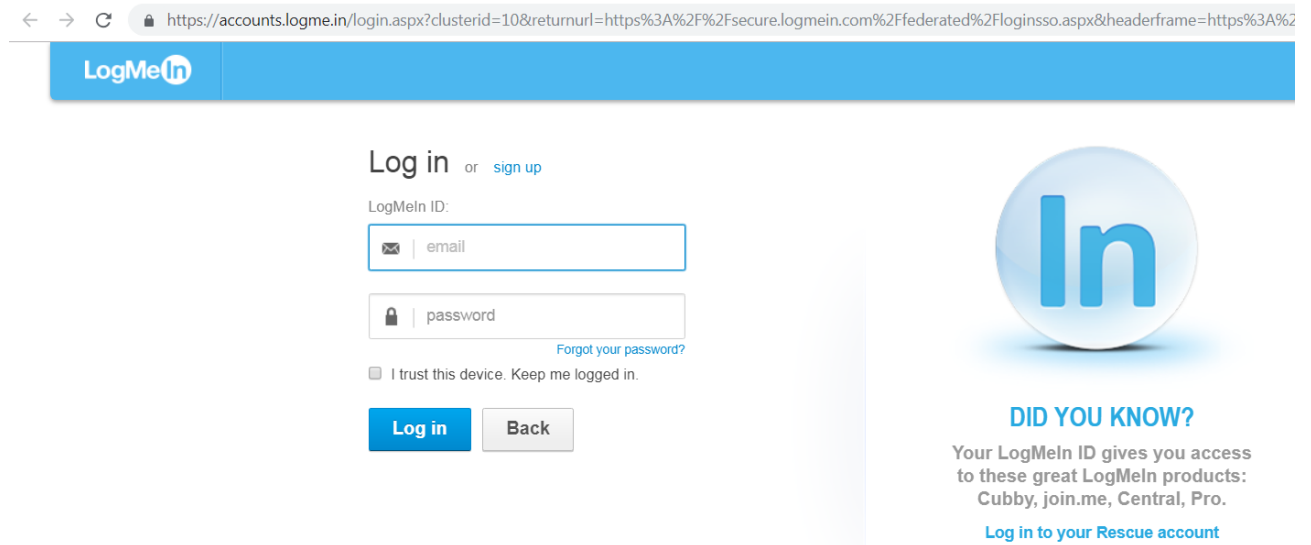 https://accounts.logme.in/login.aspx?clusterid=10&returnurl=https%3A%2F%2Fsecure.logmein.com%2Ffederated%2Floginsso.aspx&headerframe=https%3A%2
LogMeIn
Log in or sign up
LogMeIn ID:
email
password
Forgot your password?
I trust this device. Keep me logged in.
Log in Back
In
DID YOU KNOW?
Your LogMeIn ID gives you access
to these great LogMeIn products:
Cubby, join.me, Central, Pro.
Log in to your Rescue account